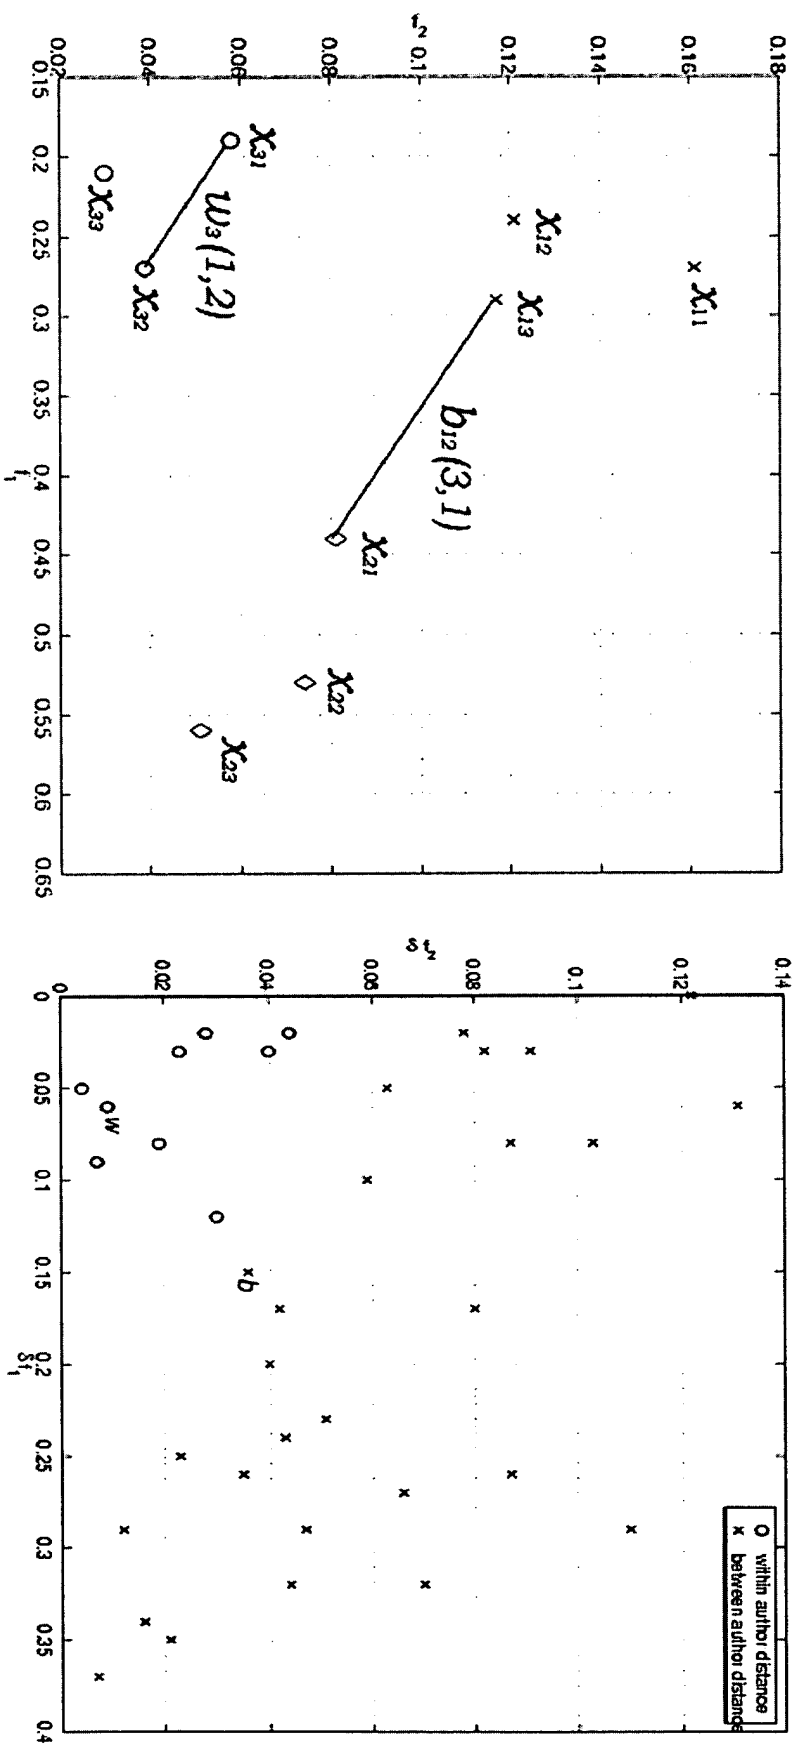 f₂
0.18
0.16
0.14
0.12
0.1
0.08
0.06
0.04
0.02
0.15
0.2
0.25
0.3
0.35
0.4
0.45
0.5
0.55
0.6
0.65
f₁
x₁₁
x₁₂
x₁₃
b₁₂(3,1)
x₂₁
x₂₂
x₂₃
x₃₁
w₃(1,2)
x₃₂
x₃₃
δf₂
0.14
0.12
0.1
0.08
0.06
0.04
0.02
0
0
0.05
0.1
0.15
0.2
0.25
0.3
0.35
0.4
δf₁
w
b
within author distance
between author distance